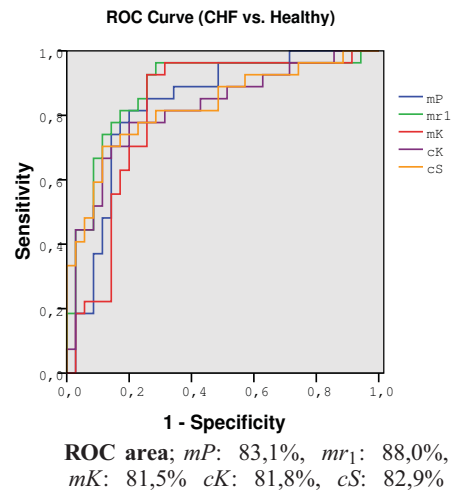 ROC Curve (CHF vs. Healthy)
1,0
0,8
0,6
0,4
0,2
0,0
Sensitivity
0,0 0,2 0,4 0,6 0,8 1,0
1 - Specificity
mP
mr1
mK
cK
cS
ROC area; mP: 83,1%, mr₁: 88,0%,
mK: 81,5% cK: 81,8%, cS: 82,9%